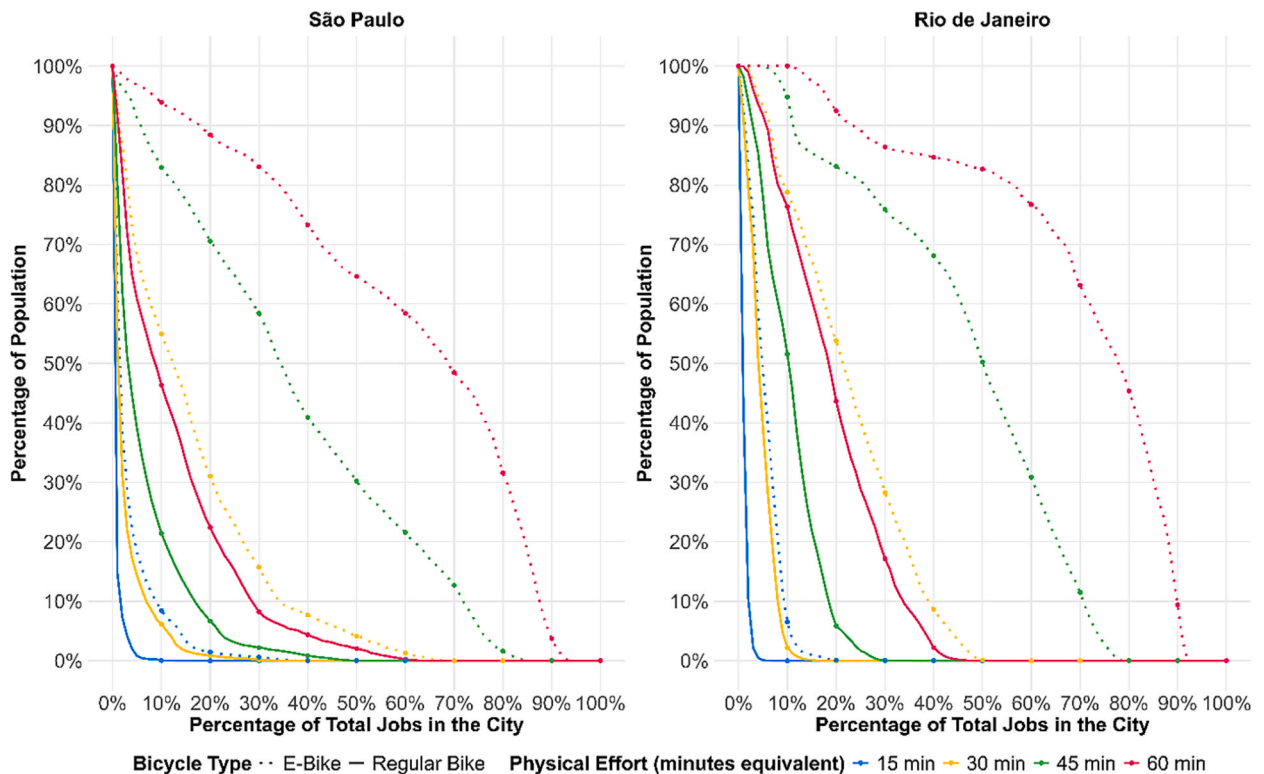 São Paulo
Rio de Janeiro
Percentage of Population
100%
90%
80%
70%
60%
50%
40%
30%
20%
10%
0%
0% 10% 20% 30% 40% 50% 60% 70% 80% 90% 100%
Percentage of Total Jobs in the City
Percentage of Population
100%
90%
80%
70%
60%
50%
40%
30%
20%
10%
0%
0% 10% 20% 30% 40% 50% 60% 70% 80% 90% 100%
Percentage of Total Jobs in the City
Bicycle Type E-Bike Regular Bike Physical Effort (minutes equivalent) 15 min 30 min 45 min 60 min